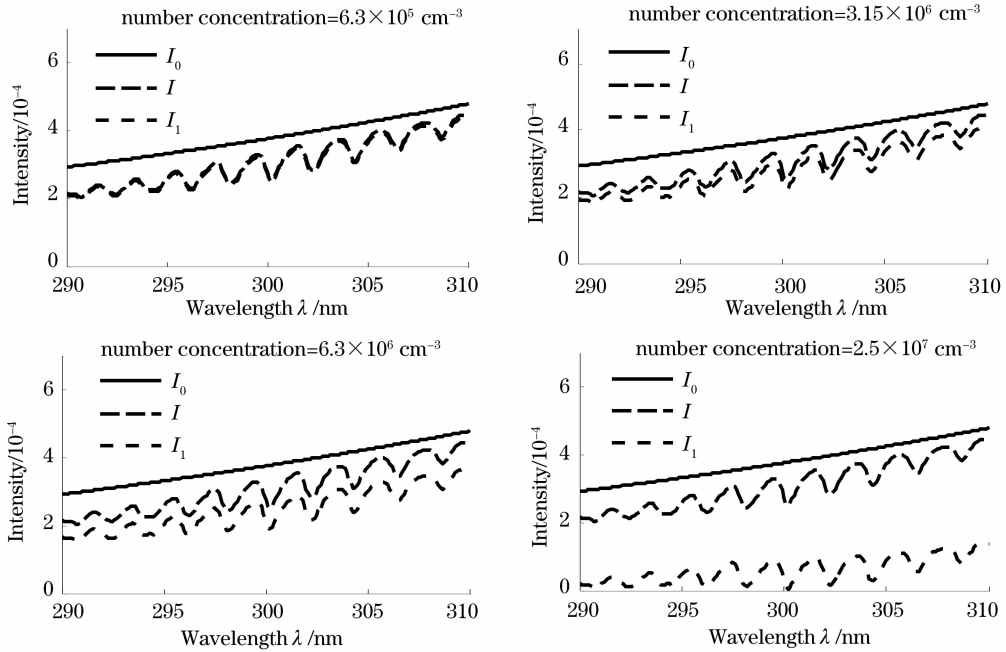 number concentration=6.3×10⁵ cm⁻³
6
4
2
0
Intensity/10⁻⁴
I₀
I
I₁
290 295 300 305 310
Wavelength λ /nm
number concentration=3.15×10⁶ cm⁻³
6
4
2
0
Intensity/10⁻⁴
I₀
I
I₁
290 295 300 305 310
Wavelength λ /nm
number concentration=6.3×10⁶ cm⁻³
6
4
2
0
Intensity/10⁻⁴
I₀
I
I₁
290 295 300 305 310
Wavelength λ /nm
number concentration=2.5×10⁷ cm⁻³
6
4
2
0
Intensity/10⁻⁴
I₀
I
I₁
290 295 300 305 310
Wavelength λ /nm